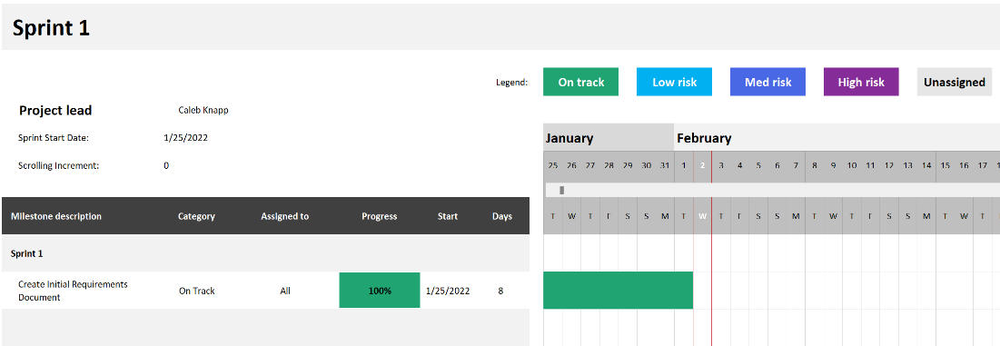 Sprint 1
Legend: On track Low risk Med risk High risk Unassigned
Project lead Caleb Knapp
Sprint Start Date: 1/25/2022
Scrolling Increment: 0
January February
25 26 27 28 29 30 31 1 2 3 4 5 6 7 8 9 10 11 12 13 14 15 16 17
Milestone description Category Assigned to Progress Start Days
T W T F S S M T W T F S S M T W T F S S M T W T
Sprint 1
Create Initial Requirements
Document On Track All 100% 1/25/2022 8